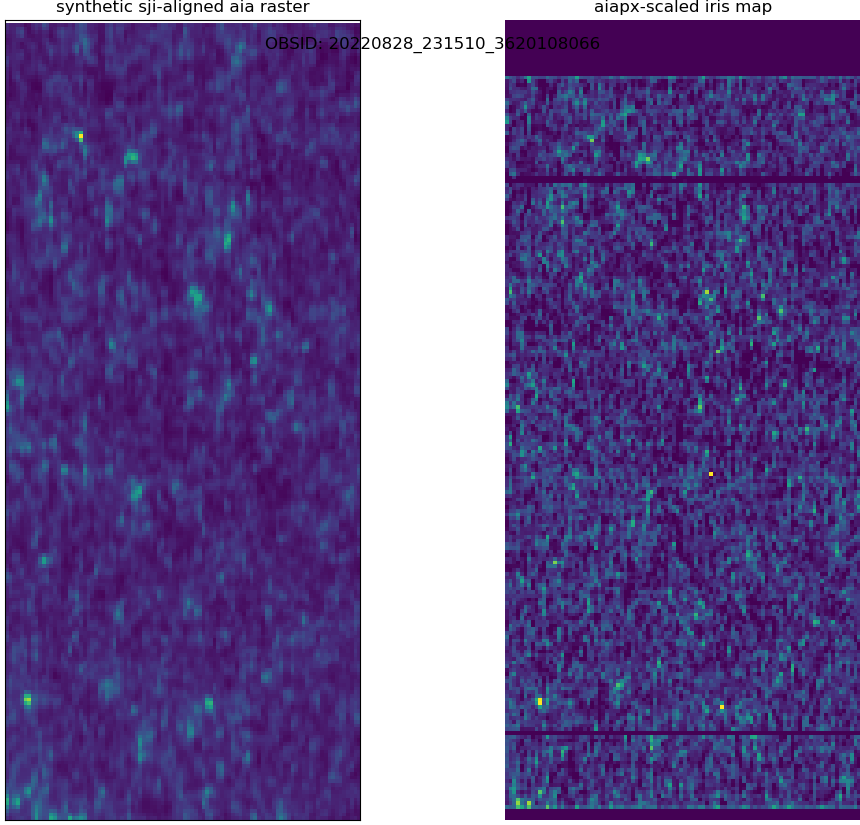 synthetic sji-aligned aia raster
aiapx-scaled iris map
OBSID: 20220828_231510_3620108066